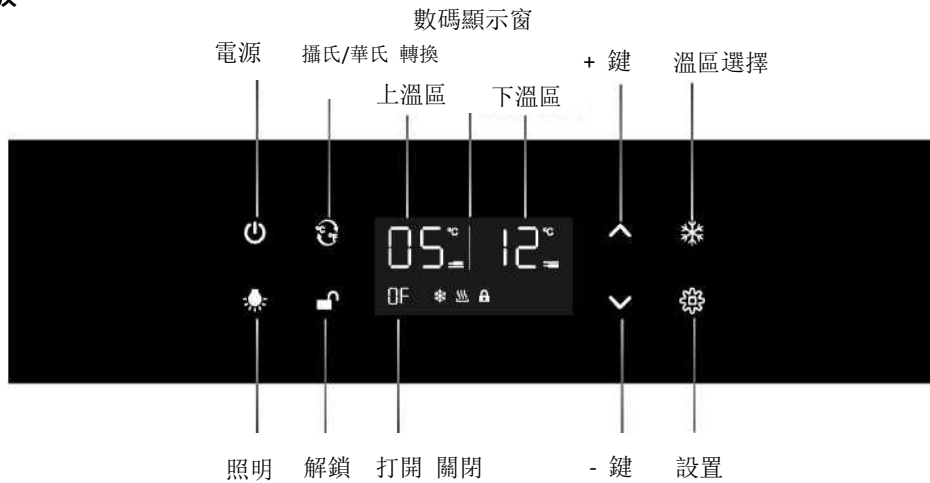 數碼顯示窗
電源 攝氏/華氏 轉換 + 鍵 溫區選擇
上溫區 下溫區
05 °C 12 °C
OF
照明 解鎖 打開 關閉 - 鍵 設置